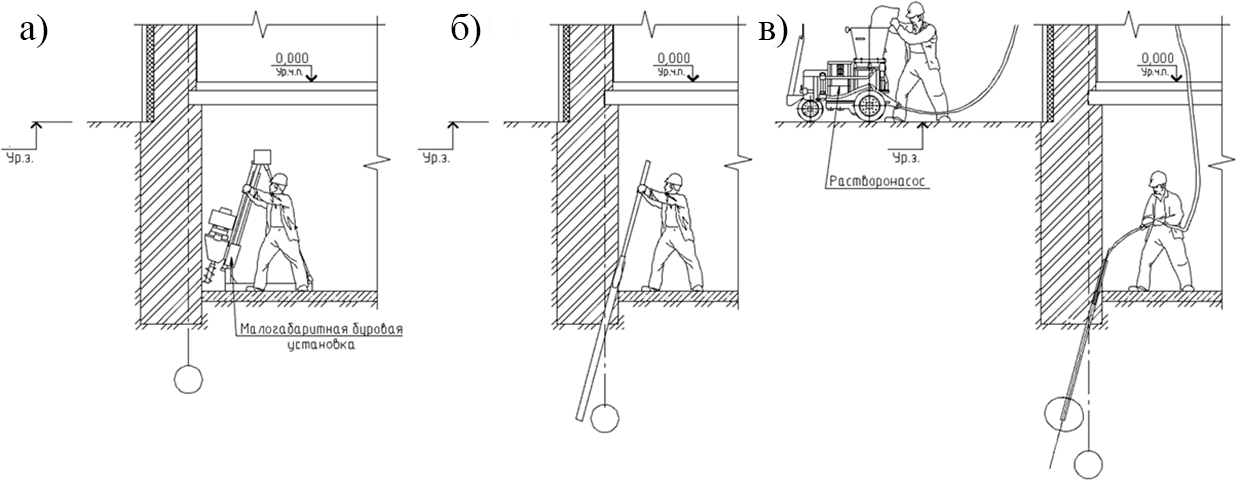 а)
0,000
Ур.ч.п.
Ур.з.
Малогабаритная буровая
установка
б)
0,000
Ур.ч.п.
Ур.з.
в)
0,000
Ур.ч.п.
Ур.з.
Растворонасос